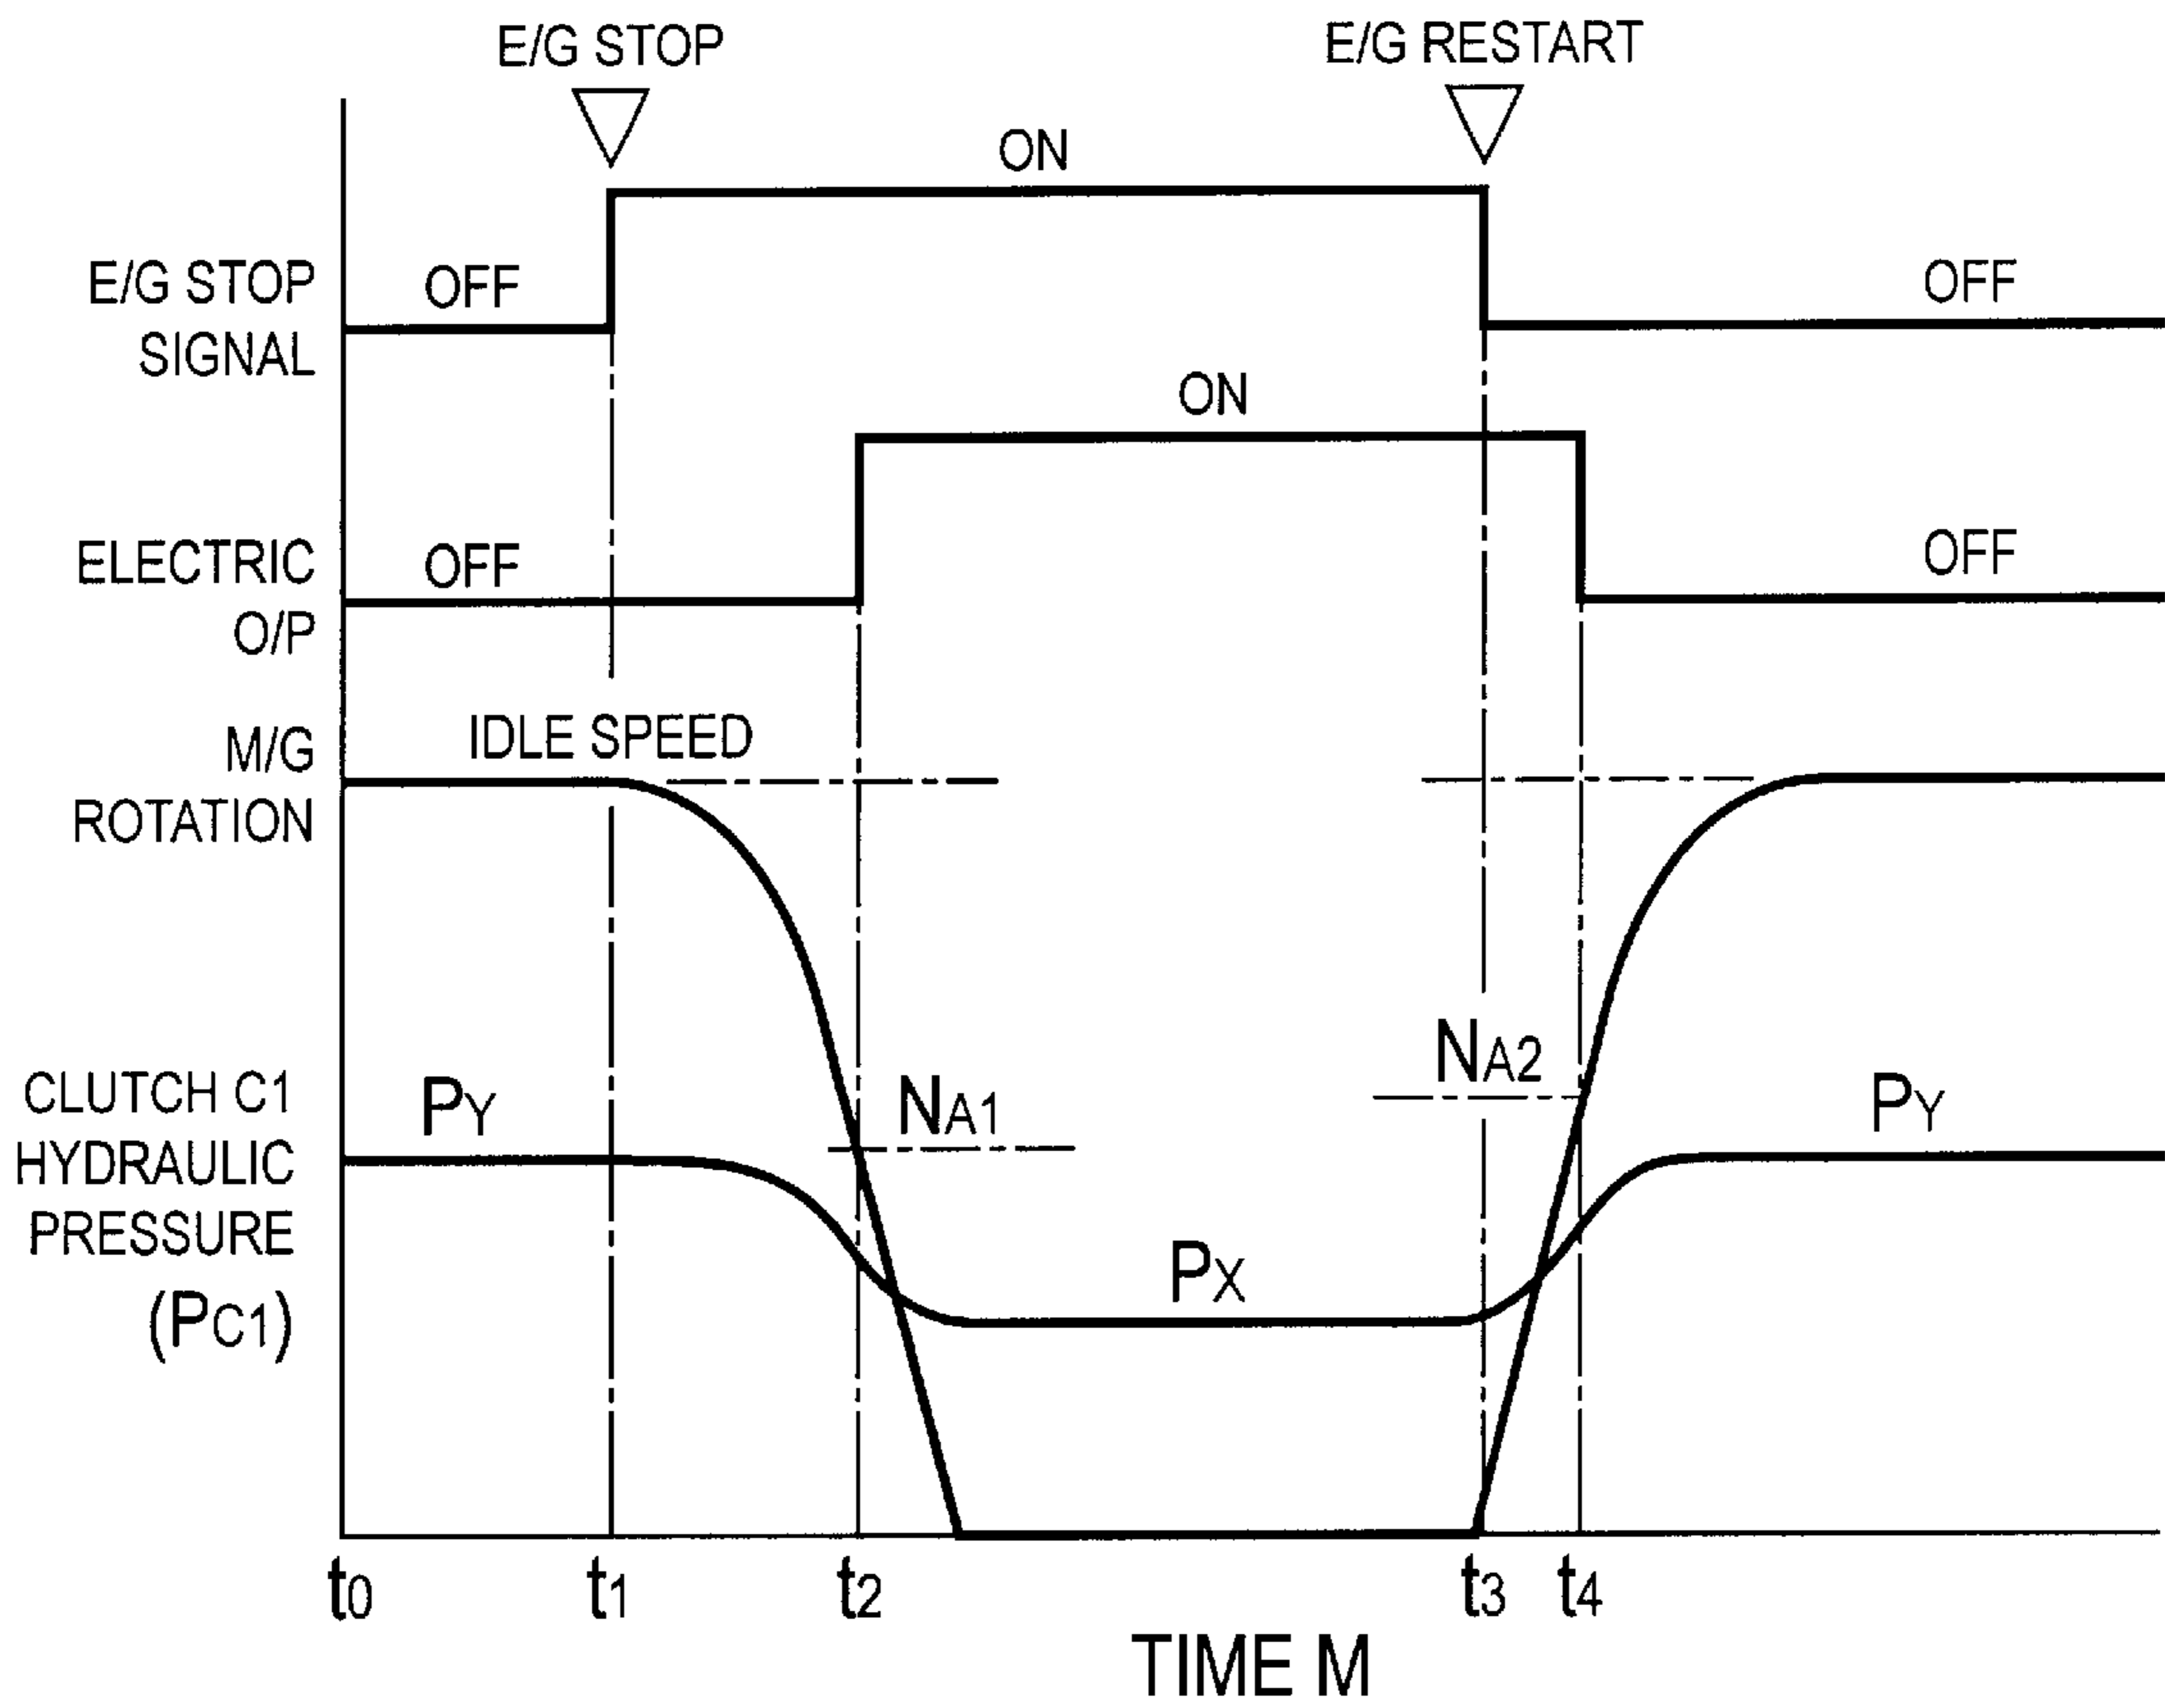 E/G STOP
E/G RESTART
ON
E/G STOP
SIGNAL
OFF
OFF
ON
ELECTRIC
O/P
OFF
OFF
M/G
ROTATION
IDLE SPEED
NA1
NA2
CLUTCH C1
HYDRAULIC
PRESSURE
(PC1)
PY
PX
PY
t0
t1
t2
t3
t4
TIME M